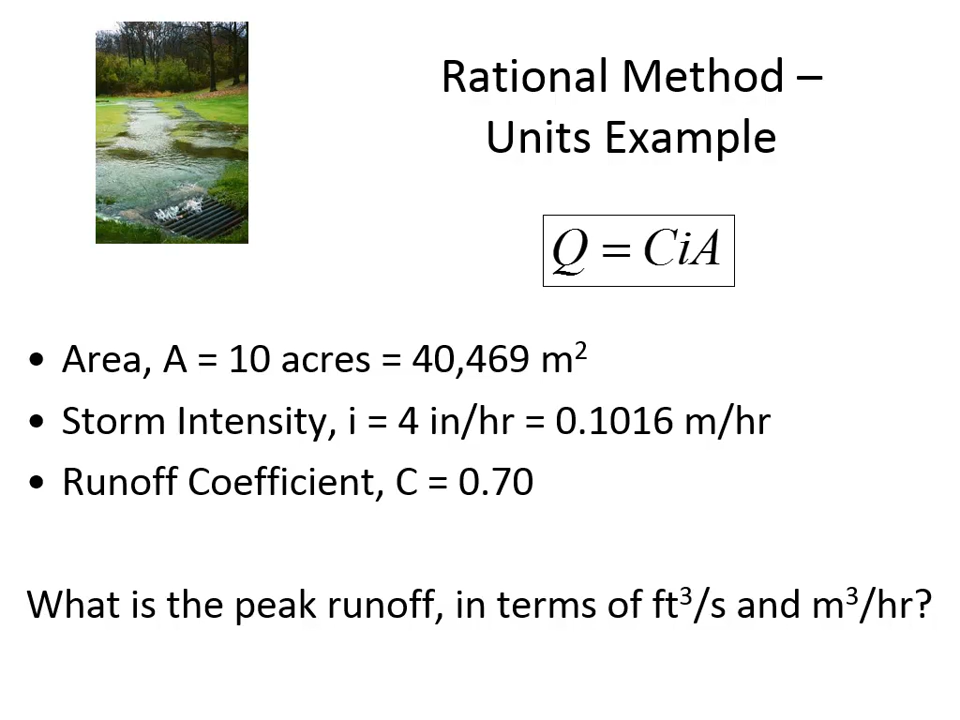 Rational Method –
Units Example
Q = CiA
• Area, A = 10 acres = 40,469 m²
• Storm Intensity, i = 4 in/hr = 0.1016 m/hr
• Runoff Coefficient, C = 0.70
What is the peak runoff, in terms of ft³/s and m³/hr?